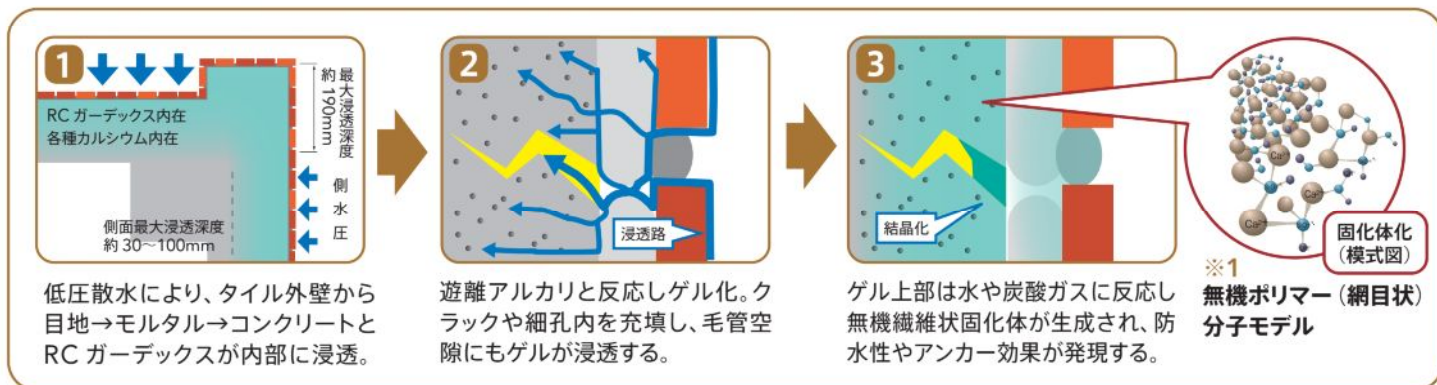 1
最大浸透深度
約190mm
RC ガーデックス内在
各種カルシウム内在
側水圧
側面最大浸透深度
約 30〜100mm
低圧散水により、タイル外壁から
目地→モルタル→コンクリートと
RC ガーデックスが内部に浸透。
2
浸透路
遊離アルカリと反応しゲル化。ク
ラックや細孔内を充填し、毛管空
隙にもゲルが浸透する。
3
結晶化
ゲル上部は水や炭酸ガスに反応し
無機繊維状固化体が生成され、防
水性やアンカー効果が発現する。
固化体化
（模式図）
※1
無機ポリマー（網目状）
分子モデル